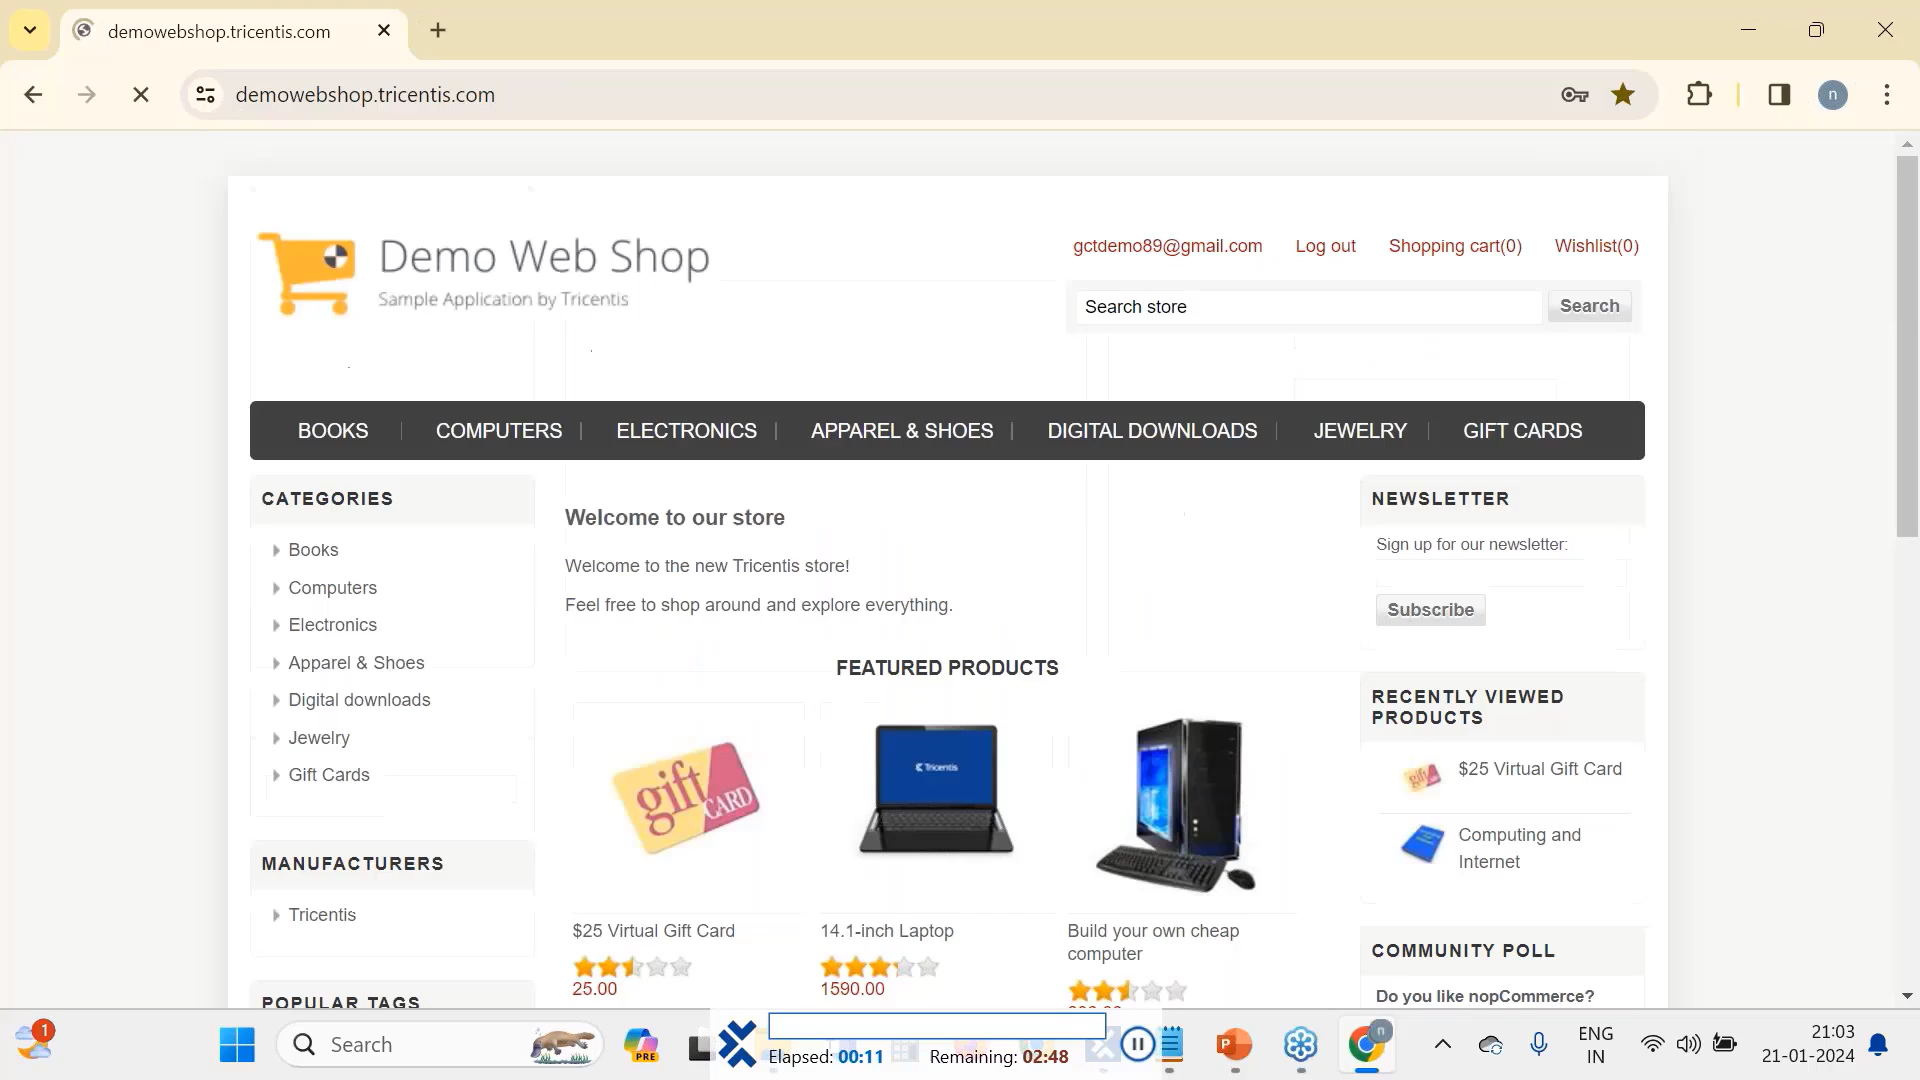 demowebshop.tricentis.com
demowebshop.tricentis.com
n
Demo Web Shop
Sample Application by Tricentis
gctdemo89@gmail.com Log out Shopping cart(0) Wishlist(0)
Search store Search
BOOKS COMPUTERS ELECTRONICS APPAREL & SHOES DIGITAL DOWNLOADS JEWELRY GIFT CARDS
CATEGORIES
Books
Computers
Electronics
Apparel & Shoes
Digital downloads
Jewelry
Gift Cards
MANUFACTURERS
Tricentis
POPULAR TAGS
Welcome to our store
Welcome to the new Tricentis store!
Feel free to shop around and explore everything.
FEATURED PRODUCTS
gift CARD
Tricentis
$25 Virtual Gift Card
25.00
14.1-inch Laptop
1590.00
Build your own cheap
computer
NEWSLETTER
Sign up for our newsletter:
Subscribe
RECENTLY VIEWED
PRODUCTS
$25 Virtual Gift Card
Computing and
Internet
COMMUNITY POLL
Do you like nopCommerce?
1
Search
PRE
Elapsed: 00:11 Remaining: 02:48
P
n
ENG
IN
21:03
21-01-2024